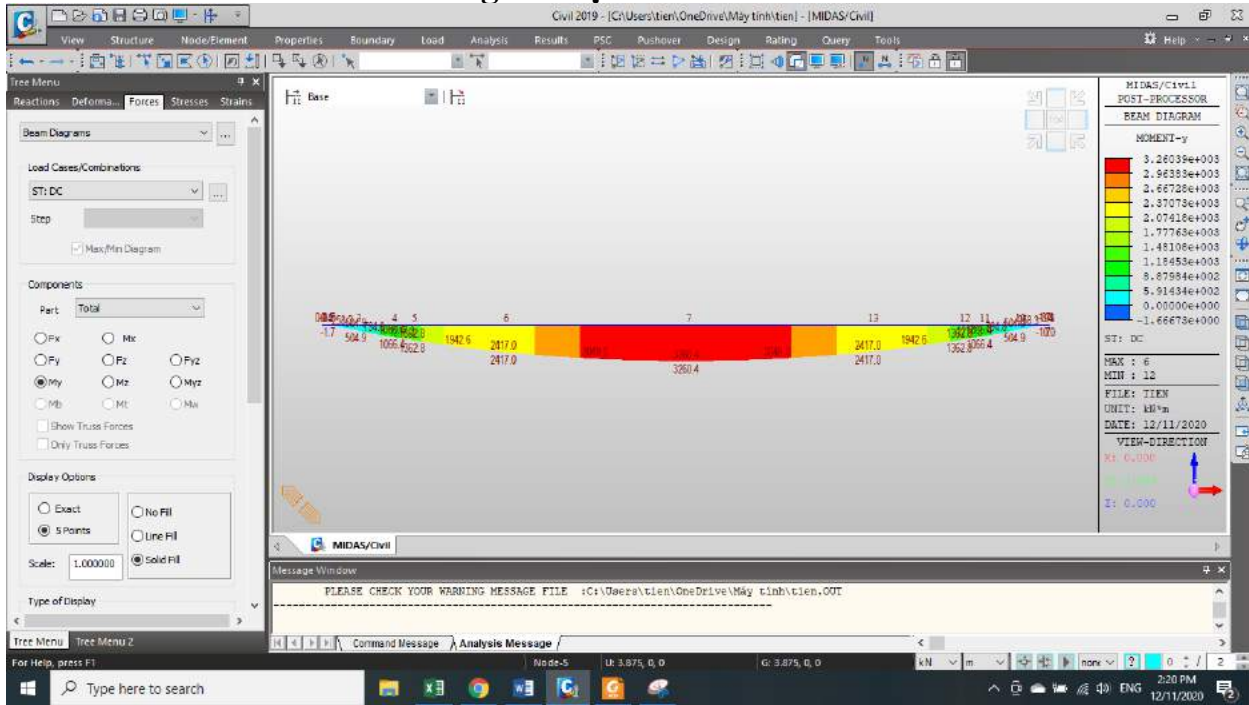 Civil 2019 - [C:\Users\tien\OneDrive\Máy tính\tien] - [MIDAS/Civil]
View Structure Node/Element Properties Boundary Load Analysis Results PSC Pushover Design Rating Query Tools Help
Tree Menu
Reactions Deforma... Forces Stresses Strains
Beam Diagrams
Load Cases/Combinations
ST: DC
Step
Max/Min Diagram
Components
Part Total
Fx Mx
Fy Fz Fyz
My Mz Myz
Mb Mt Mw
Show Truss Forces
Only Truss Forces
Display Options
Exact
5 Points
No Fill
Line Fill
Solid Fill
Scale: 1.000000
Type of Display
Tree Menu Tree Menu 2
Base
4 5 6 7 13 12 11
-1.7 504.9 1066.4 1362.8 1942.6 2417.0 2417.0 1942.6 1362.8 1066.4 504.9
2417.0 3260.4 2417.0
MIDAS/Civil
POST-PROCESSOR
BEAM DIAGRAM
MOMENT-y
3.26039e+003
2.96383e+003
2.66728e+003
2.37073e+003
2.07418e+003
1.77763e+003
1.48108e+003
1.18453e+003
8.87984e+002
5.91434e+002
0.00000e+000
-1.66673e+000
ST: DC
MAX : 6
MIN : 12
FILE: TIEN
UNIT: kN*m
DATE: 12/11/2020
VIEW-DIRECTION
X: 0.000
Z: 0.000
MIDAS/Civil
Message Window
PLEASE CHECK YOUR WARNING MESSAGE FILE :C:\Users\tien\OneDrive\Máy tính\tien.OUT
Command Message Analysis Message
For Help, press F1 Node-5 U: 3.875, 0, 0 G: 3.875, 0, 0 kN m none ? 0 / 2
Type here to search
ENG 2:20 PM
12/11/2020